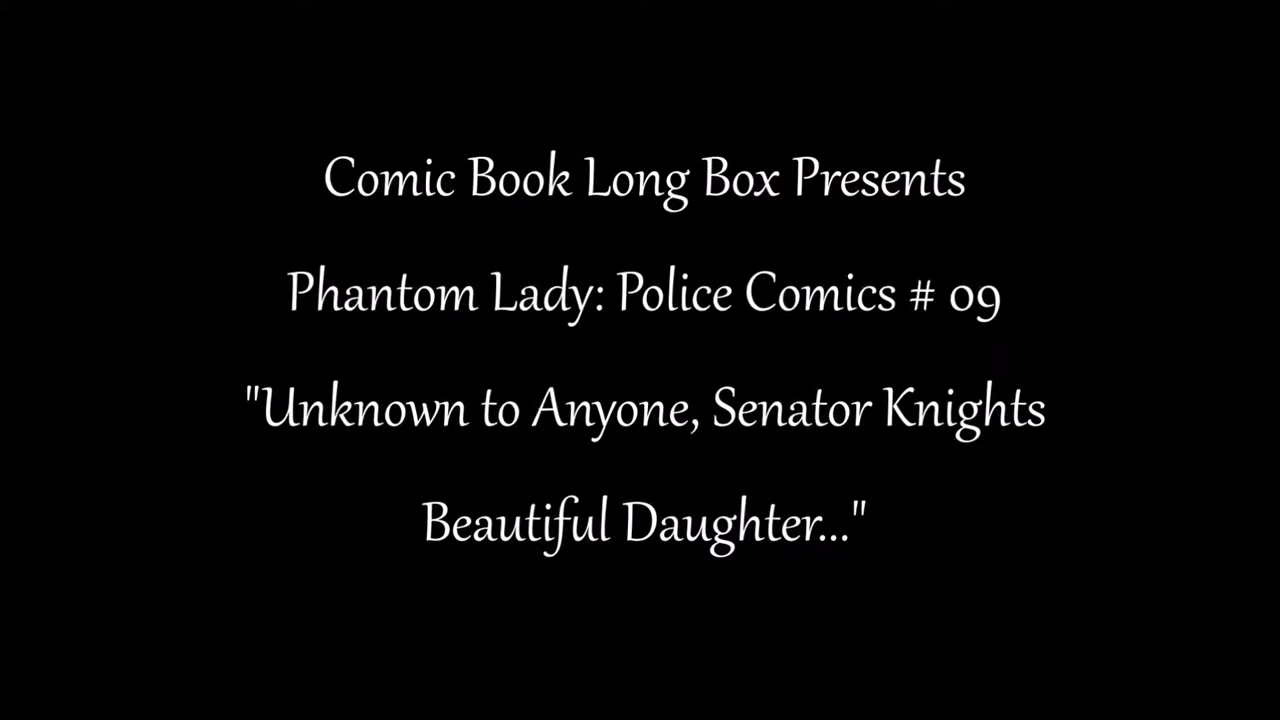 Comic Book Long Box Presents
Phantom Lady: Police Comics # 09
"Unknown to Anyone, Senator Knights
Beautiful Daughter..."